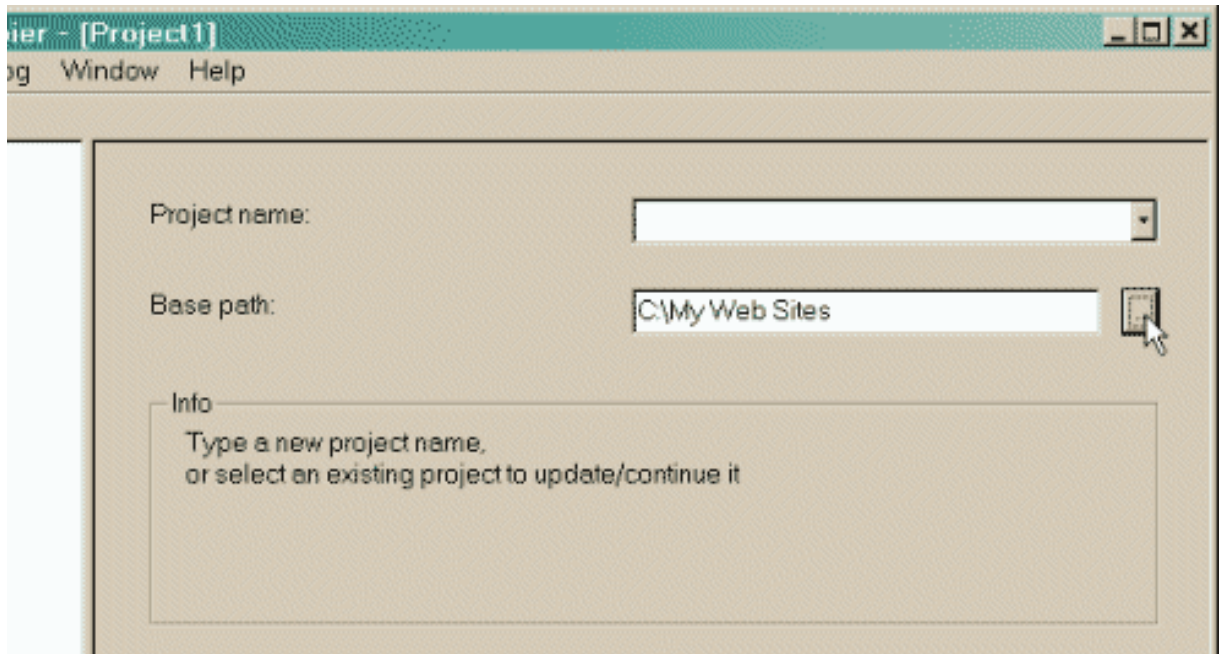 pier - [Project1]
og Window Help
Project name:
Base path:
C:\My Web Sites
Info
Type a new project name,
or select an existing project to update/continue it